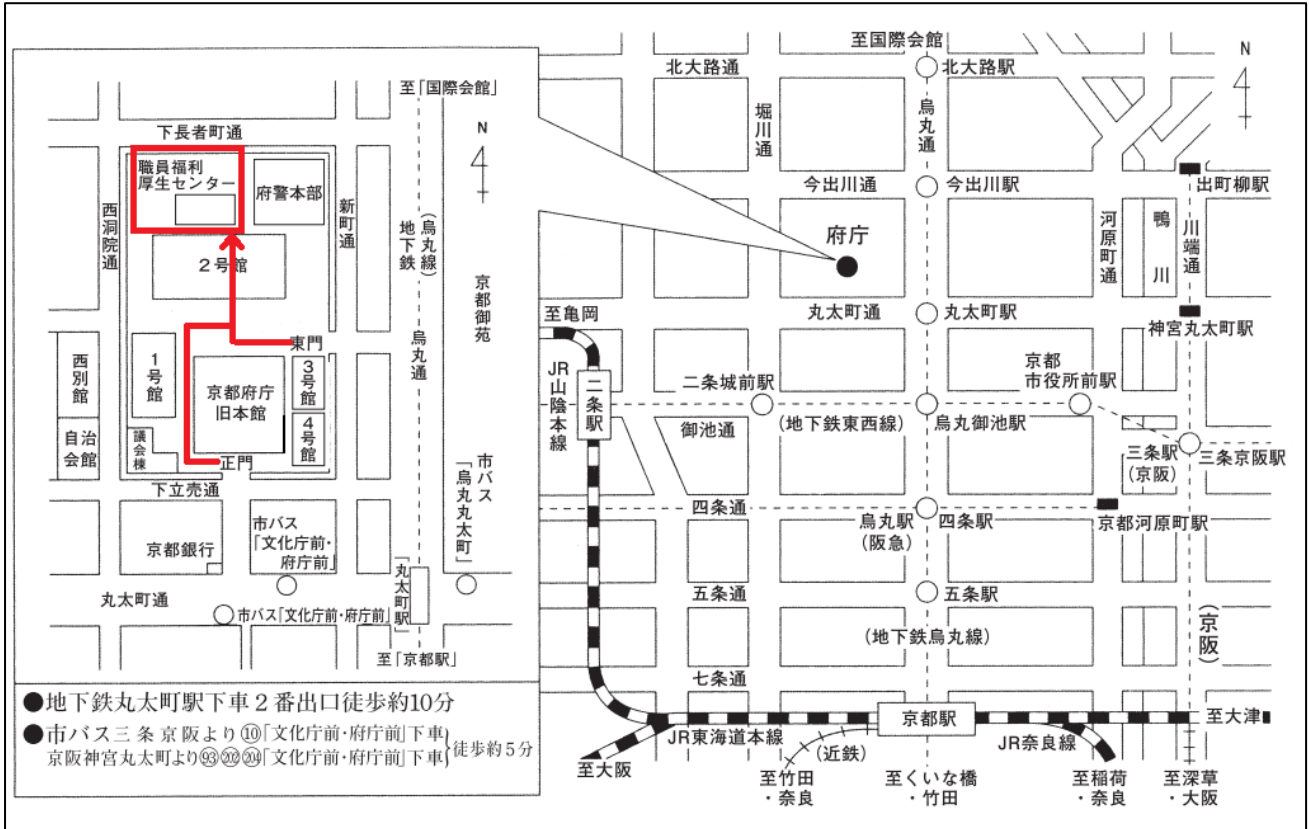 至「国際会館」
下長者町通
N
職員福利
厚生センター
府警本部
西洞院通
新町通
地下鉄
(烏丸線)
2号館
京都御苑
東門
烏丸通
西別館
1号館
京都府庁
旧本館
3号館
4号館
自治
会館
議会棟
正門
下立売通
市バス
「烏丸丸太町」
市バス
「文化庁前・
府庁前」
京都銀行
丸太町通
「丸太町駅」
市バス「文化庁前・府庁前」
至「京都駅」
●地下鉄丸太町駅下車2番出口徒歩約10分
●市バス三条京阪より⑩「文化庁前・府庁前」下車
京阪神宮丸太町より93 202 204「文化庁前・府庁前」下車
徒歩約5分
至国際会館
北大路通
北大路駅
N
堀川通
烏丸通
今出川通
今出川駅
出町柳駅
河原町通
鴨川
川端通
府庁
丸太町通
丸太町駅
神宮丸太町駅
至亀岡
JR山陰本線
二条駅
二条城前駅
京都
市役所前駅
御池通
(地下鉄東西線)
烏丸御池駅
三条駅
(京阪)
三条京阪駅
四条通
烏丸駅
(阪急)
四条駅
京都河原町駅
五条通
五条駅
(地下鉄烏丸線)
(京阪)
七条通
京都駅
至大津
JR東海道本線
(近鉄)
JR奈良線
至大阪
至竹田
・奈良
至くいな橋
・竹田
至稲荷
・奈良
至深草
・大阪